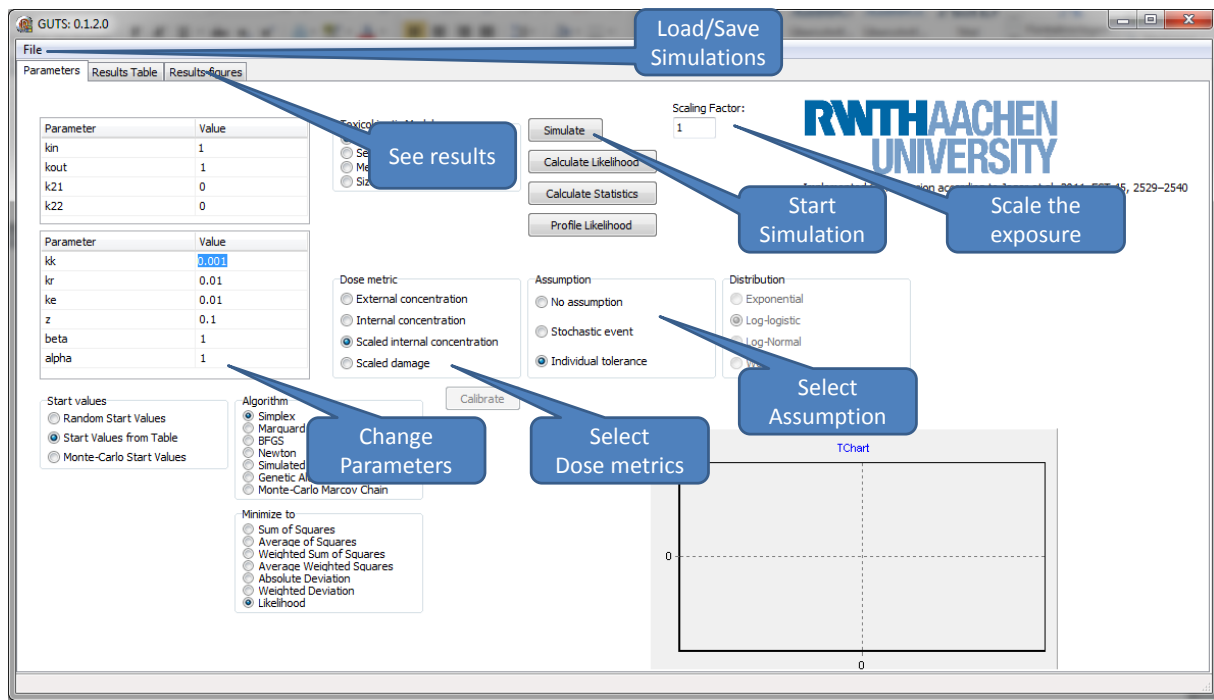 GUTS: 0.1.2.0
File
Load/Save
Simulations
Parameters Results Table Results figures
Parameter Value
kin 1
kout 1
k21 0
k22 0
See results
Simulate
Calculate Likelihood
Calculate Statistics
Profile Likelihood
Scaling Factor:
1
RWTHAACHEN
UNIVERSITY
2529–2540
Start
Simulation
Scale the
exposure
Parameter Value
kk 0.001
kr 0.01
ke 0.01
z 0.1
beta 1
alpha 1
Dose metric
External concentration
Internal concentration
Scaled internal concentration
Scaled damage
Assumption
No assumption
Stochastic event
Individual tolerance
Distribution
Exponential
Log-logistic
Log-Normal
Select
Assumption
Start values
Random Start Values
Start Values from Table
Monte-Carlo Start Values
Algorithm
Simplex
BFGS
Newton
Simulated
Genetic
Monte-Carlo Marcov Chain
Calibrate
Change
Parameters
Select
Dose metrics
Minimize to
Sum of Squares
Average of Squares
Weighted Sum of Squares
Average Weighted Squares
Absolute Deviation
Weighted Deviation
Likelihood
TChart
0
0